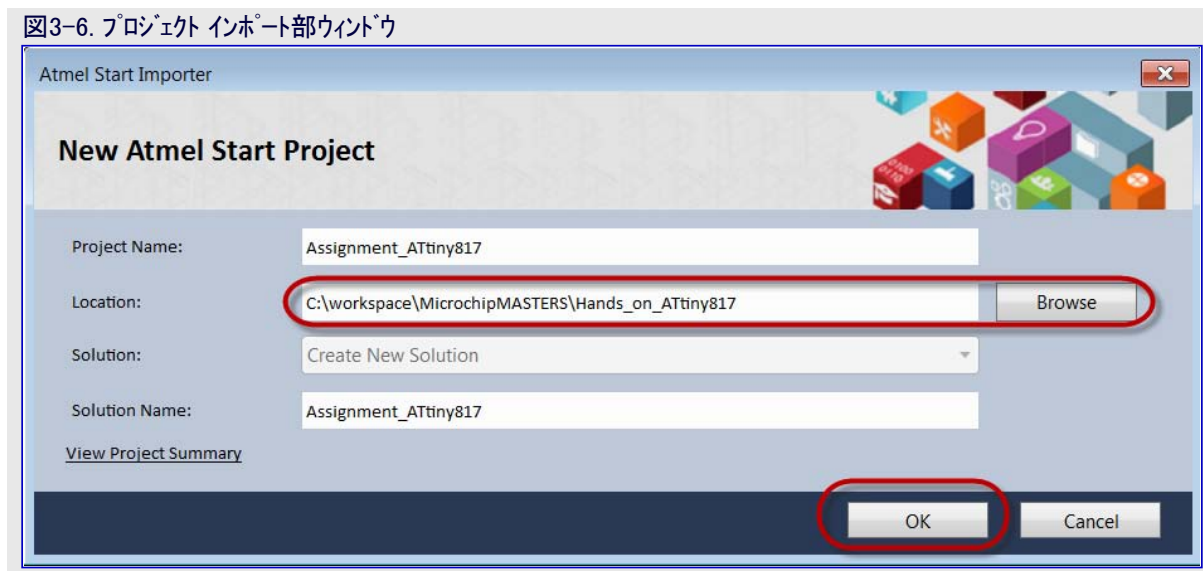 図3-6. ﾌﾟﾛｼﾞｪｸﾄ ｲﾝﾎﾟｰﾄ部ｳｨﾝﾄﾞｳ
Atmel Start Importer
New Atmel Start Project
Project Name:
Assignment_ATtiny817
Location:
C:\workspace\MicrochipMASTERS\Hands_on_ATtiny817
Browse
Solution:
Create New Solution
Solution Name:
Assignment_ATtiny817
View Project Summary
OK
Cancel